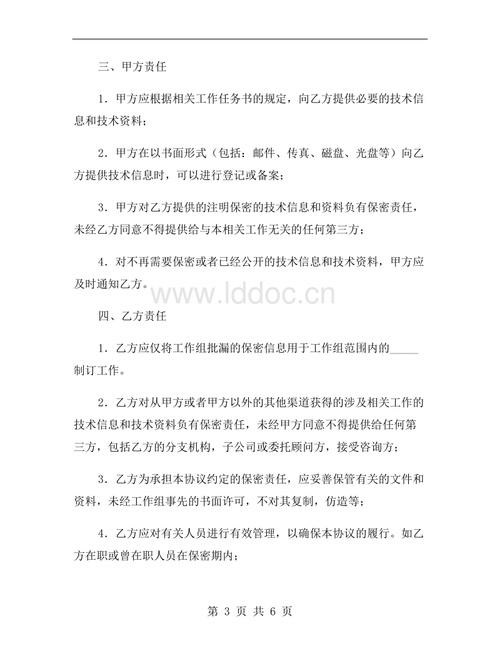 三、甲方责任
1．甲方应根据相关工作任务书的规定，向乙方提供必要的技术信
息和技术资料；
2．甲方在以书面形式（包括：邮件、传真、磁盘、光盘等）向乙
方提供技术信息时，可以进行登记或备案；
3．甲方对乙方提供的注明保密的技术信息和资料负有保密责任，
未经乙方同意不得提供给与本相关工作无关的任何第三方；
4．对不再需要保密或者已经公开的技术信息和技术资料，甲方应
及时通知乙方。
www.lddoc.cn
四、乙方责任
1．乙方应仅将工作组批漏的保密信息用于工作组范围内的_____
制订工作。
2．乙方对从甲方或者甲方以外的其他渠道获得的涉及相关工作的
技术信息和技术资料负有保密责任，未经甲方同意不得提供给任何第
三方，包括乙方的分支机构，子公司或委托顾问方，接受咨询方；
3．乙方为承担本协议约定的保密责任，应妥善保管有关的文件和
资料，未经工作组事先的书面许可，不对其复制，仿造等；
4．乙方应对有关人员进行有效管理，以确保本协议的履行。如乙
方在职或曾在职人员在保密期内；
第 3 页 共 6 页